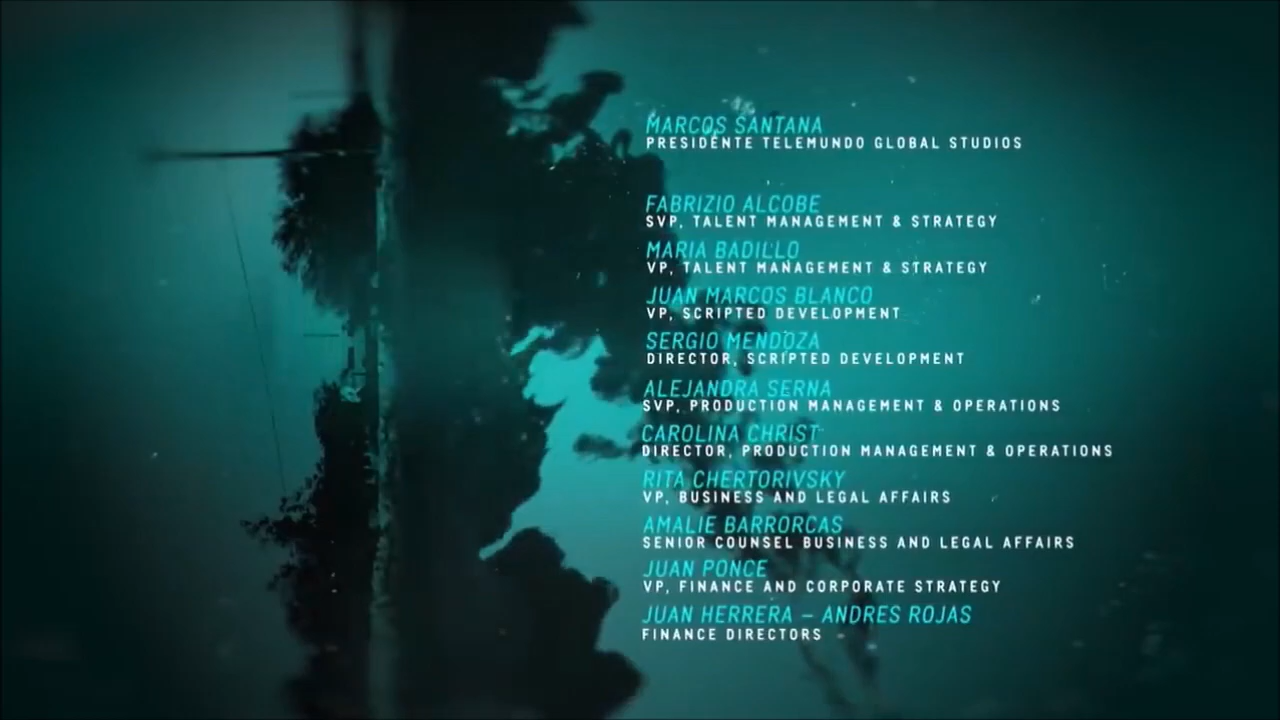 MARCOS SANTANA
PRESIDENTE TELEMUNDO GLOBAL STUDIOS
FABRIZIO ALCOBE
SVP, TALENT MANAGEMENT & STRATEGY
MARIA BADILLO
VP, TALENT MANAGEMENT & STRATEGY
JUAN MARCOS BLANCO
VP, SCRIPTED DEVELOPMENT
SERGIO MENDOZA
DIRECTOR, SCRIPTED DEVELOPMENT
ALEJANDRA SERNA
SVP, PRODUCTION MANAGEMENT & OPERATIONS
CAROLINA CHRIST
DIRECTOR, PRODUCTION MANAGEMENT & OPERATIONS
RITA CHERTORIVSKY
VP, BUSINESS AND LEGAL AFFAIRS
AMALIE BARRORCAS
SENIOR COUNSEL BUSINESS AND LEGAL AFFAIRS
JUAN PONCE
VP, FINANCE AND CORPORATE STRATEGY
JUAN HERRERA – ANDRES ROJAS
FINANCE DIRECTORS